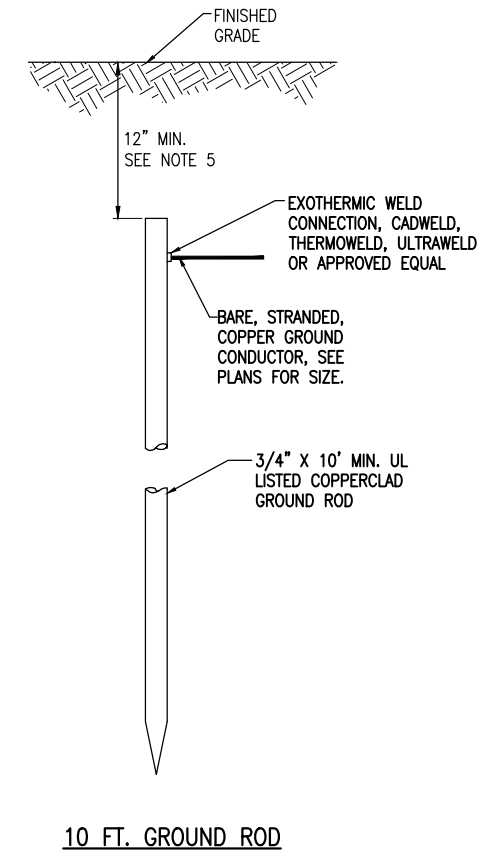 FINISHED
GRADE
12" MIN.
SEE NOTE 5
EXOTHERMIC WELD
CONNECTION, CADWELD,
THERMOWELD, ULTRAWELD
OR APPROVED EQUAL
BARE, STRANDED,
COPPER GROUND
CONDUCTOR, SEE
PLANS FOR SIZE.
3/4" X 10' MIN. UL
LISTED COPPERCLAD
GROUND ROD
10 FT. GROUND ROD